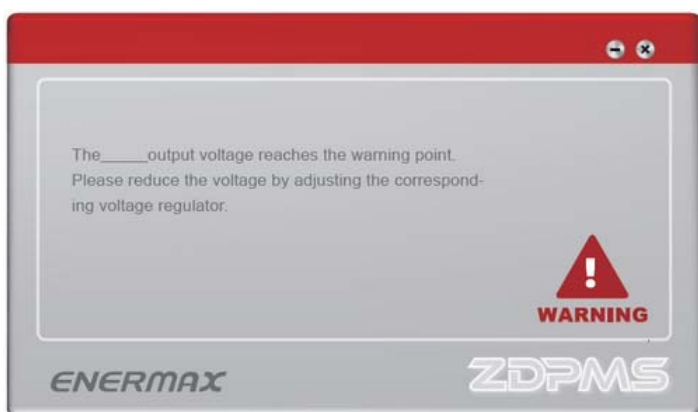 The_____output voltage reaches the warning point.
Please reduce the voltage by adjusting the correspond-
ing voltage regulator.
WARNING
ENERMAX
ZDPMS